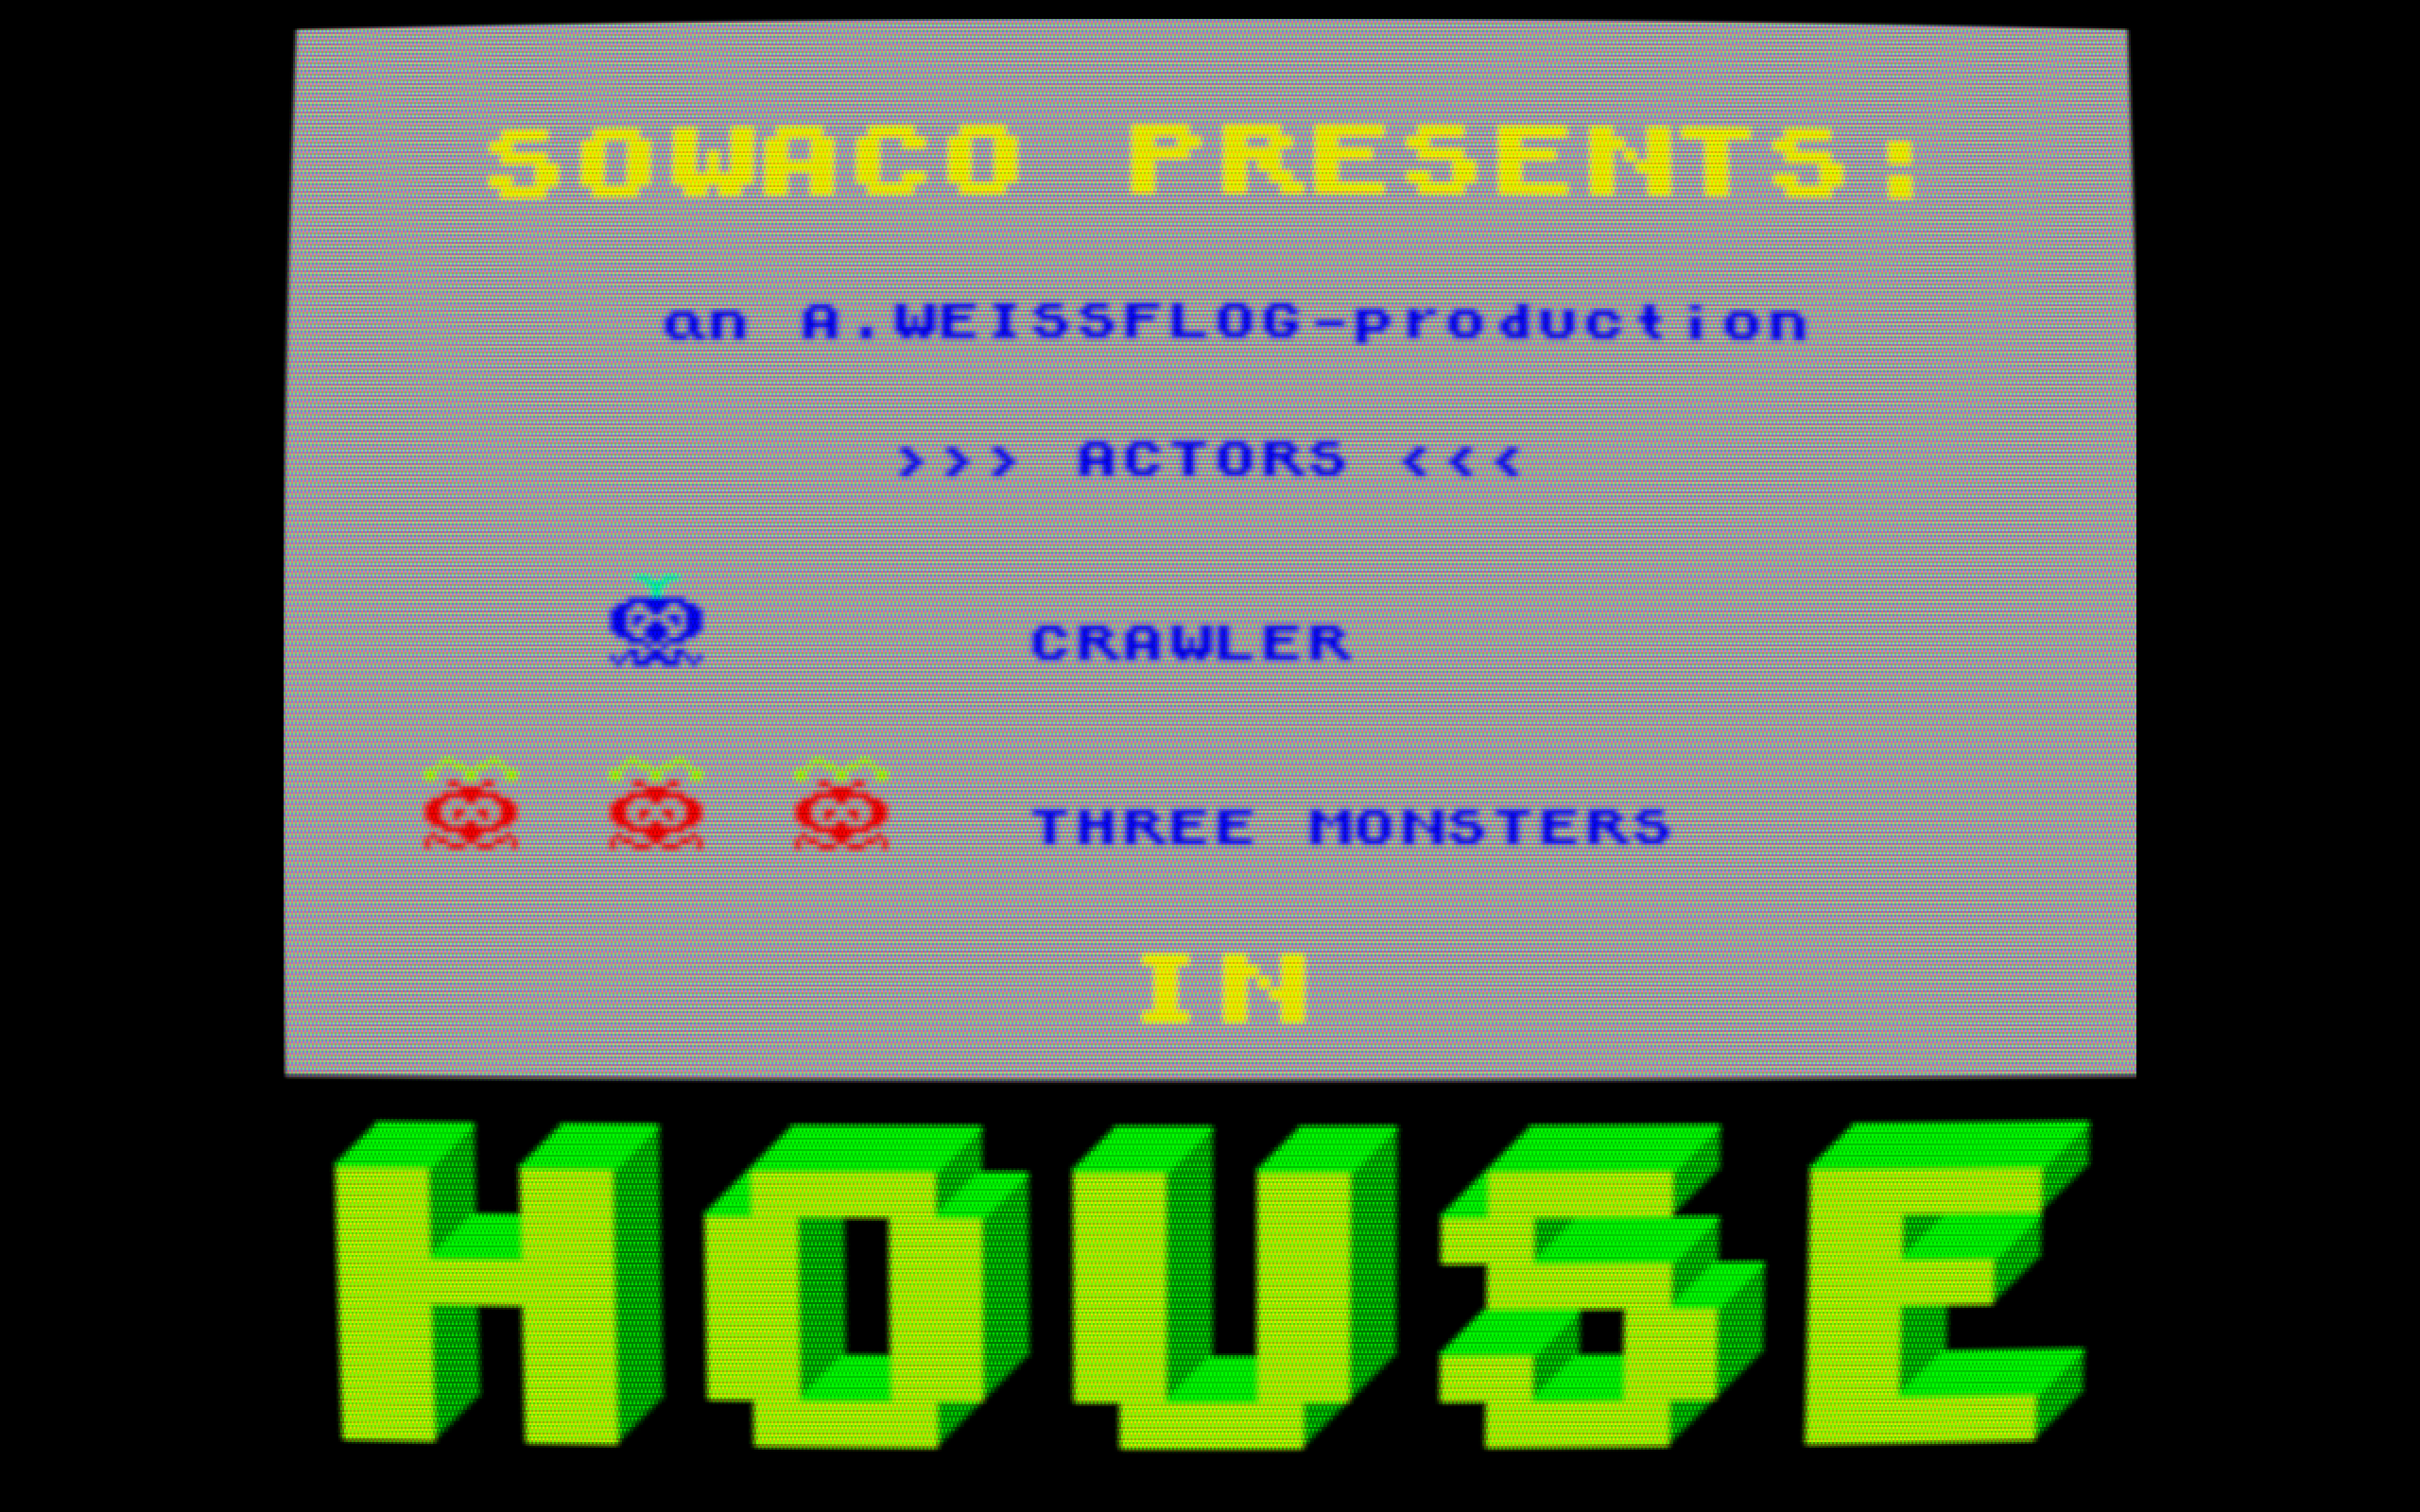 SOWACO PRESENTS:
an A.WEISSFLOG-production
>>> ACTORS <<<
CRAWLER
THREE MONSTERS
IN
HOUSE